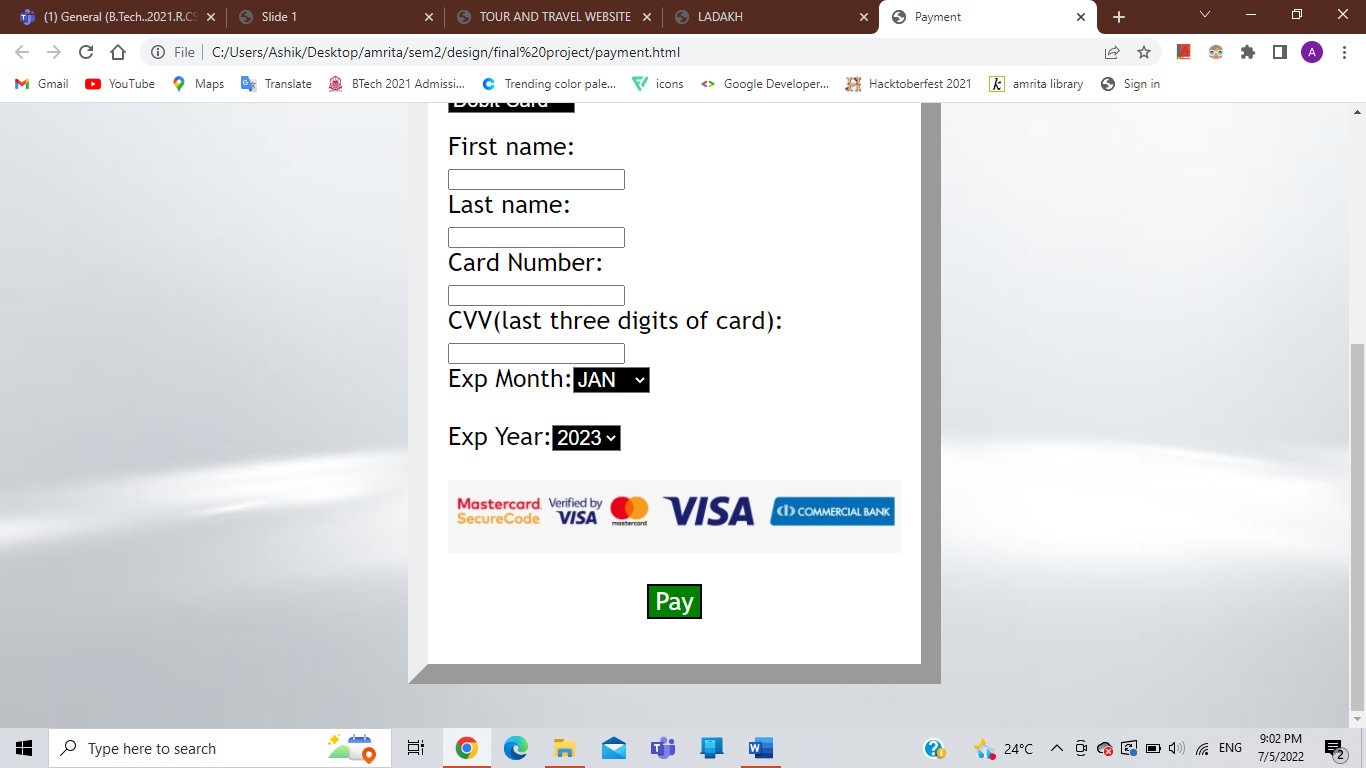 (1) General (B.Tech..2021.R.CS
Slide 1
TOUR AND TRAVEL WEBSITE
LADAKH
Payment
File
C:/Users/Ashik/Desktop/amrita/sem2/design/final%20project/payment.html
A
Gmail
YouTube
Maps
Translate
BTech 2021 Admissi...
Trending color pale...
icons
Google Developer...
Hacktoberfest 2021
amrita library
Sign in
Debit Card
First name:
Last name:
Card Number:
CVV(last three digits of card):
Exp Month: JAN
Exp Year: 2023
Mastercard. SecureCode
Verified by VISA
mastercard
VISA
COMMERCIAL BANK
Pay
Type here to search
24°C
ENG
9:02 PM
7/5/2022
2